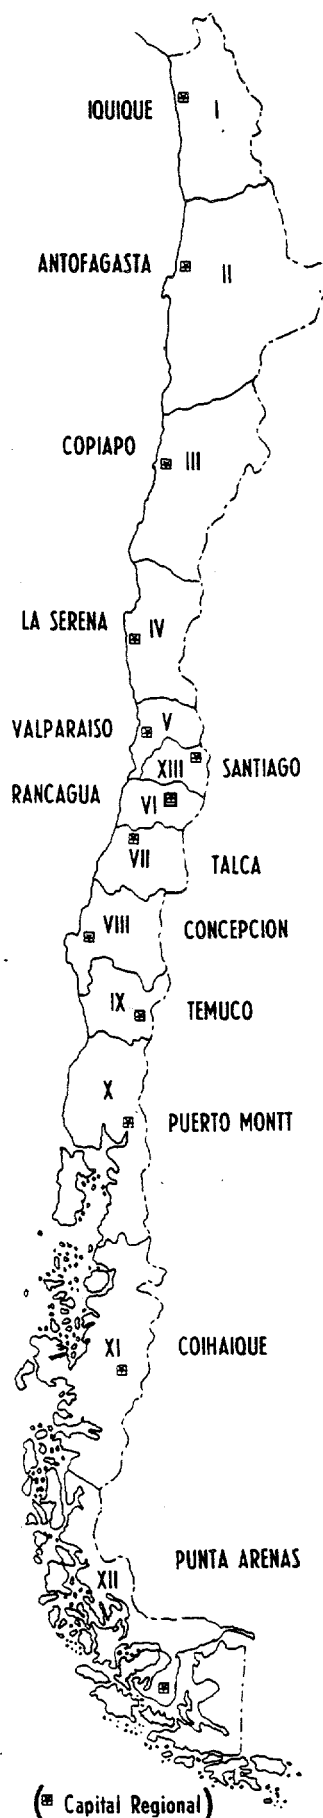 IQUIQUE I
ANTOFAGASTA II
COPIAPO III
LA SERENA IV
VALPARAISO V
XIII SANTIAGO
RANCAGUA VI
VII TALCA
VIII CONCEPCION
IX TEMUCO
X
PUERTO MONTT
XI COIHAIQUE
PUNTA ARENAS
XII
( Capital Regional )